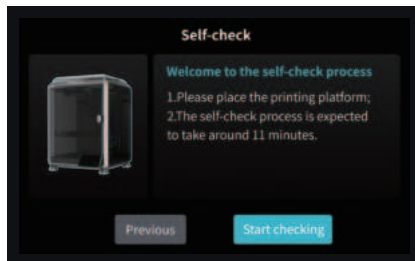 Self-check
Welcome to the self-check process
1.Please place the printing platform;
2.The self-check process is expected
to take around 11 minutes.
Previous
Start checking